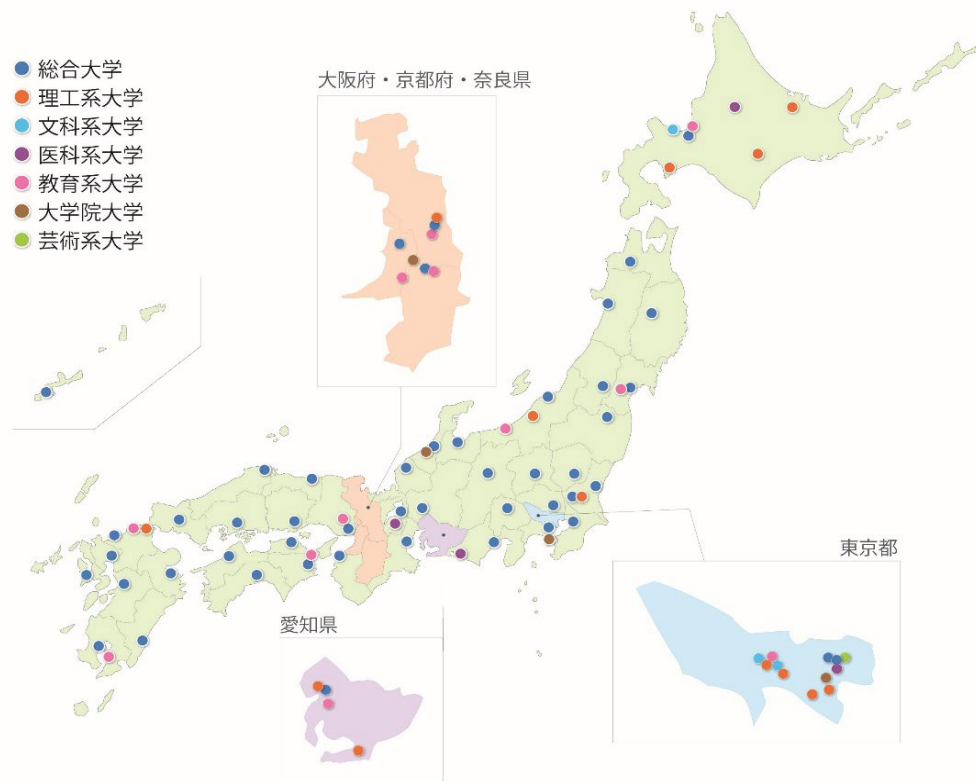 総合大学
理工系大学
文科系大学
医科系大学
教育系大学
大学院大学
芸術系大学
大阪府・京都府・奈良県
東京都
愛知県